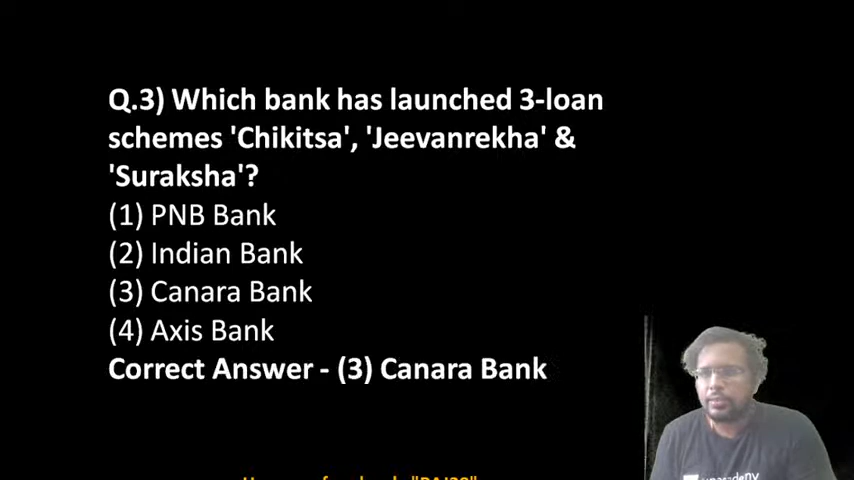 Q.3) Which bank has launched 3-loan
schemes 'Chikitsa', 'Jeevanrekha' &
'Suraksha'?
(1) PNB Bank
(2) Indian Bank
(3) Canara Bank
(4) Axis Bank
Correct Answer - (3) Canara Bank